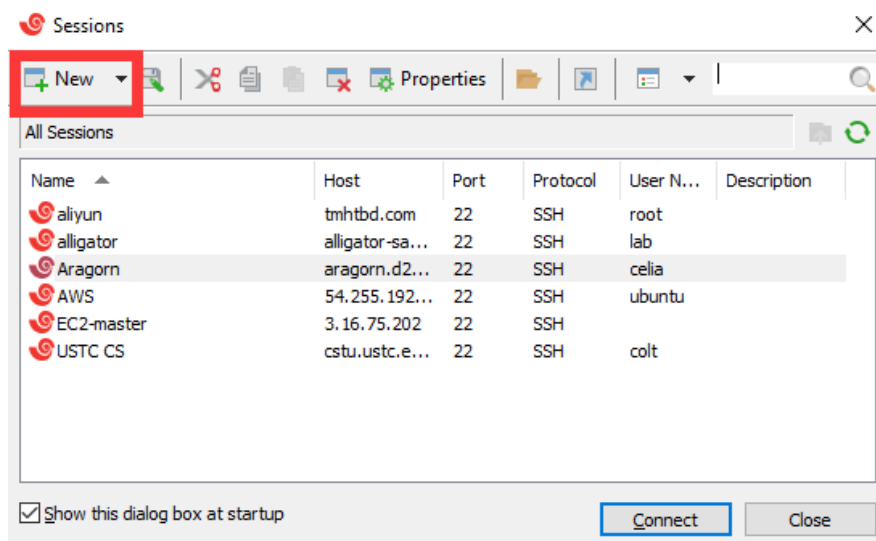 Sessions
New Properties
All Sessions
Name Host Port Protocol User N... Description
aliyun tmhtbd.com 22 SSH root
alligator alligator-sa... 22 SSH lab
Aragorn aragorn.d2... 22 SSH celia
AWS 54.255.192... 22 SSH ubuntu
EC2-master 3.16.75.202 22 SSH
USTC CS cstu.ustc.e... 22 SSH colt
Show this dialog box at startup
Connect Close